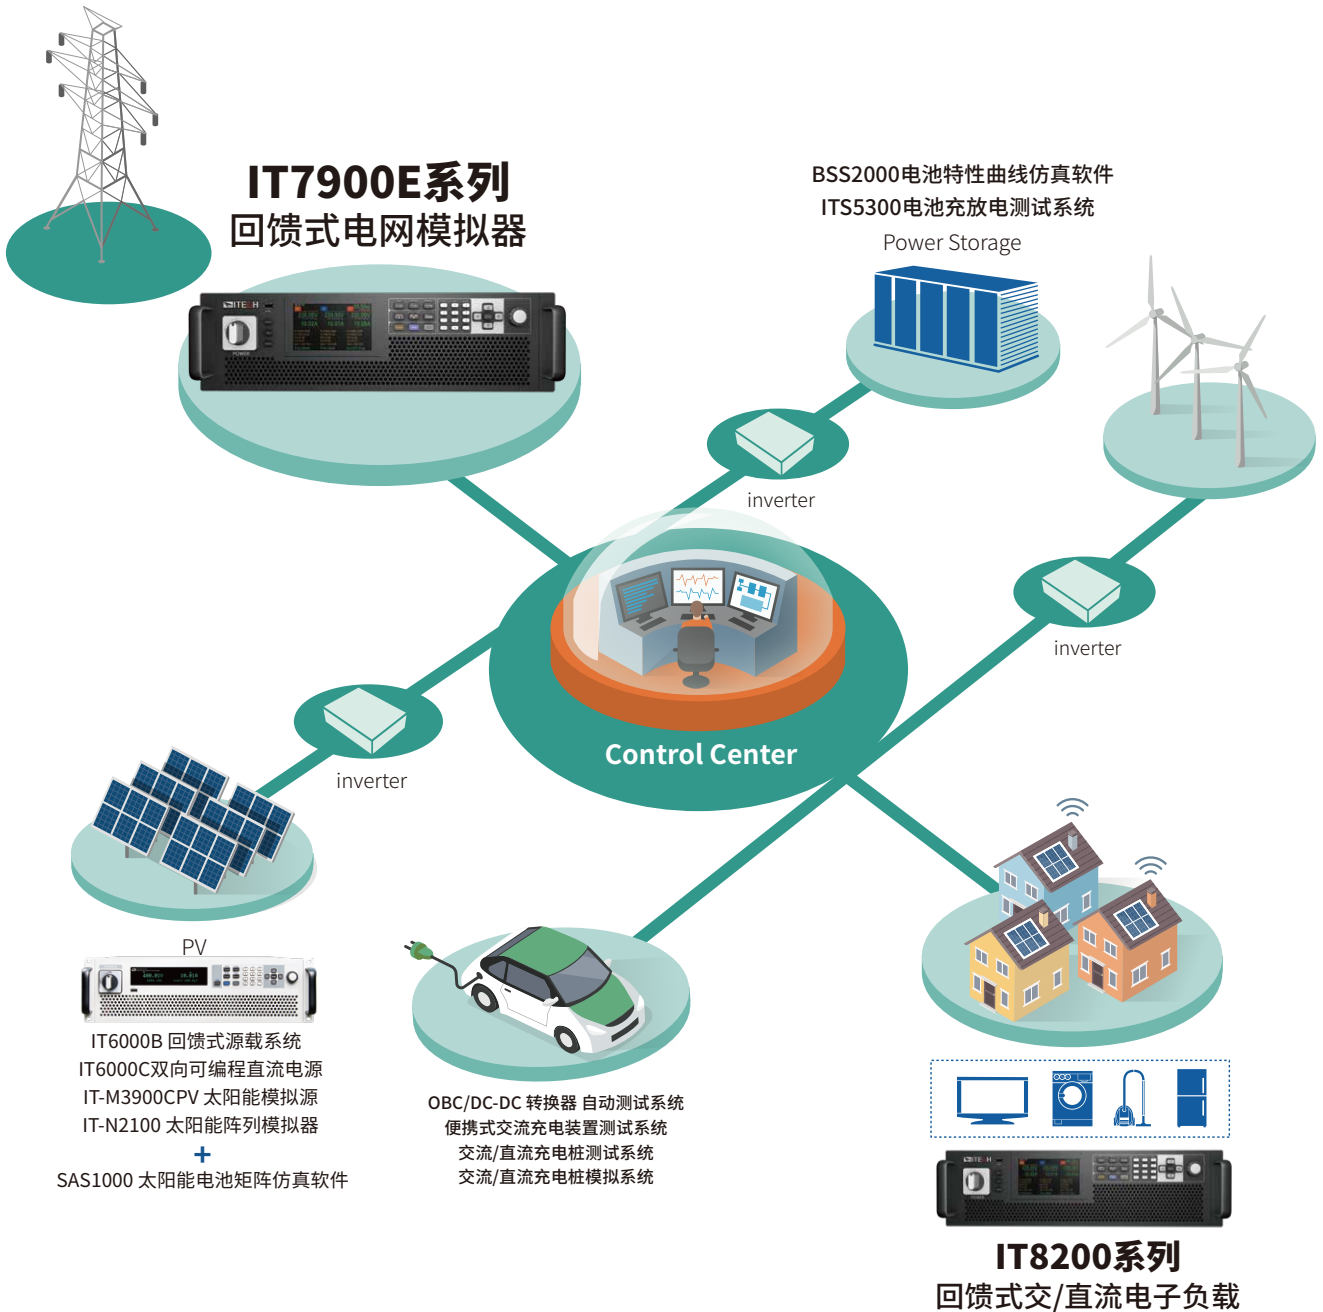 IT7900E系列
回馈式电网模拟器
ITECH
POWER
BSS2000电池特性曲线仿真软件
ITS5300电池充放电测试系统
Power Storage
inverter
inverter
Control Center
inverter
PV
IT6000B 回馈式源载系统
IT6000C双向可编程直流电源
IT-M3900CPV 太阳能模拟源
IT-N2100 太阳能阵列模拟器
+
SAS1000 太阳能电池矩阵仿真软件
OBC/DC-DC 转换器 自动测试系统
便携式交流充电装置测试系统
交流/直流充电桩测试系统
交流/直流充电桩模拟系统
ITECH
IT8200系列
回馈式交/直流电子负载